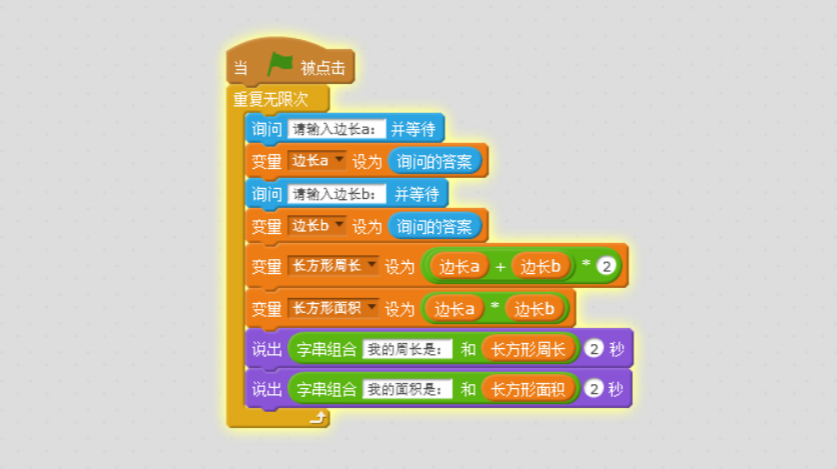 当 被点击
重复无限次
询问 请输入边长a: 并等待
变量 边长a 设为 询问的答案
询问 请输入边长b: 并等待
变量 边长b 设为 询问的答案
变量 长方形周长 设为 边长a + 边长b * 2
变量 长方形面积 设为 边长a * 边长b
说出 字串组合 我的周长是: 和 长方形周长 2 秒
说出 字串组合 我的面积是: 和 长方形面积 2 秒